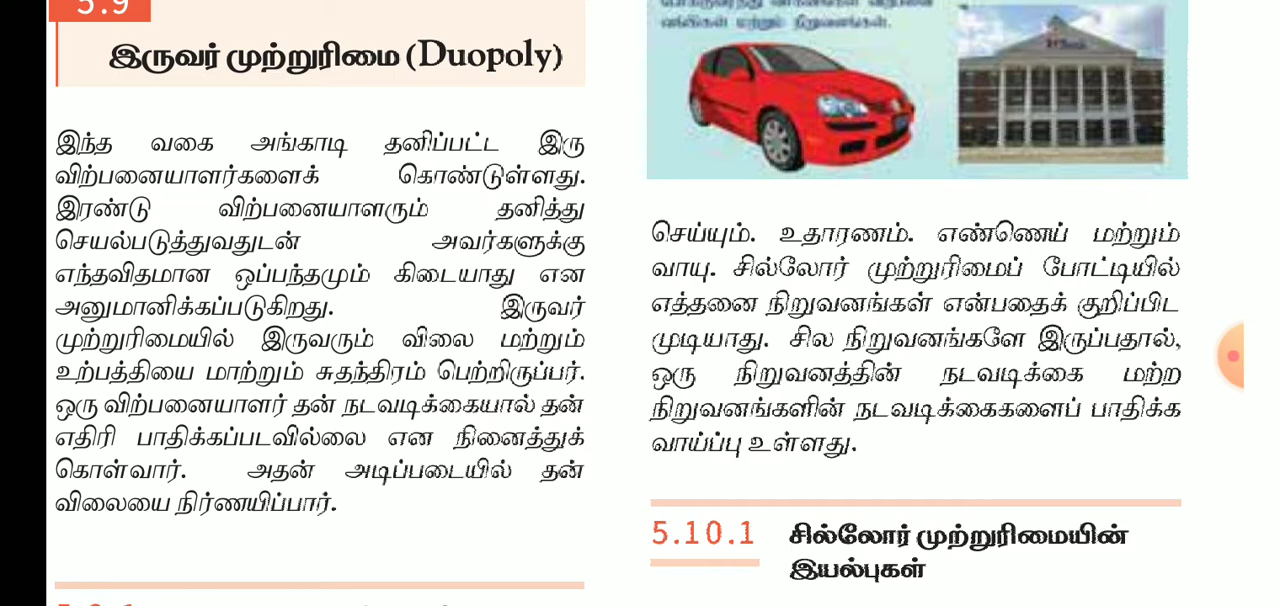 5.9
இருவர் முற்றுரிமை (Duopoly)
இந்த வகை அங்காடி தனிப்பட்ட இரு
விற்பனையாளர்களைக் கொண்டுள்ளது.
இரண்டு விற்பனையாளரும் தனித்து
செயல்படுத்துவதுடன் அவர்களுக்கு
எந்தவிதமான ஒப்பந்தமும் கிடையாது என
அனுமானிக்கப்படுகிறது. இருவர்
முற்றுரிமையில் இருவரும் விலை மற்றும்
உற்பத்தியை மாற்றும் சுதந்திரம் பெற்றிருப்பர்.
ஒரு விற்பனையாளர் தன் நடவடிக்கையால் தன்
எதிரி பாதிக்கப்படவில்லை என நினைத்துக்
கொள்வார். அதன் அடிப்படையில் தன்
விலையை நிர்ணயிப்பார்.
மற்றும் நிறுவனங்கள்.
செய்யும். உதாரணம். எண்ணெய் மற்றும்
வாயு. சில்லோர் முற்றுரிமைப் போட்டியில்
எத்தனை நிறுவனங்கள் என்பதைக் குறிப்பிட
முடியாது. சில நிறுவனங்களே இருப்பதால்,
ஒரு நிறுவனத்தின் நடவடிக்கை மற்ற
நிறுவனங்களின் நடவடிக்கைகளைப் பாதிக்க
வாய்ப்பு உள்ளது.
5.10.1 சில்லோர் முற்றுரிமையின்
இயல்புகள்